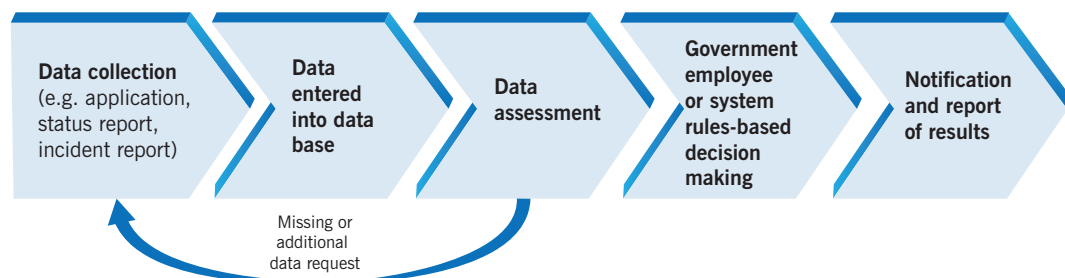 Data collection
(e.g. application,
status report,
incident report)
Data
entered
into data
base
Data
assessment
Government
employee
or system
rules-based
decision
making
Notification
and report
of results
Missing or
additional
data request